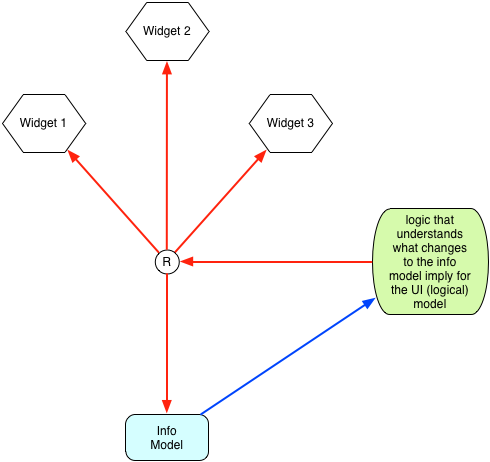 Widget 2
Widget 1
Widget 3
R
logic that
understands
what changes
to the info
model imply for
the UI (logical)
model
Info
Model